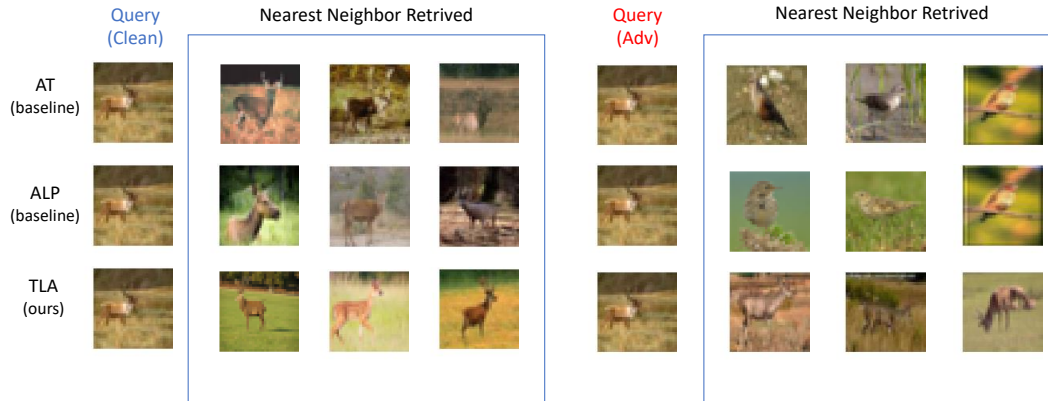 Query
(Clean)
Nearest Neighbor Retrived
Query
(Adv)
Nearest Neighbor Retrived
AT
(baseline)
ALP
(baseline)
TLA
(ours)